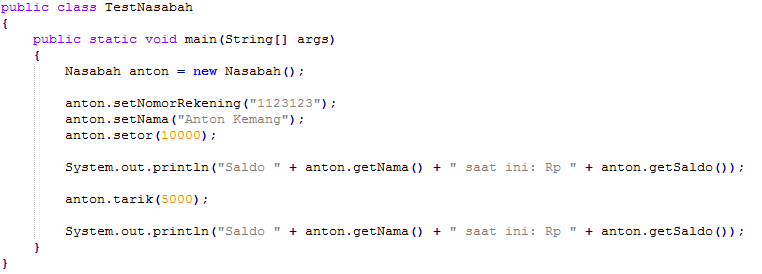 public class TestNasabah
{
    public static void main(String[] args)
    {
        Nasabah anton = new Nasabah();

        anton.setNomorRekening("1123123");
        anton.setNama("Anton Kemang");
        anton.setor(10000);

        System.out.println("Saldo " + anton.getNama() + " saat ini: Rp " + anton.getSaldo());

        anton.tarik(5000);

        System.out.println("Saldo " + anton.getNama() + " saat ini: Rp " + anton.getSaldo());
    }
}